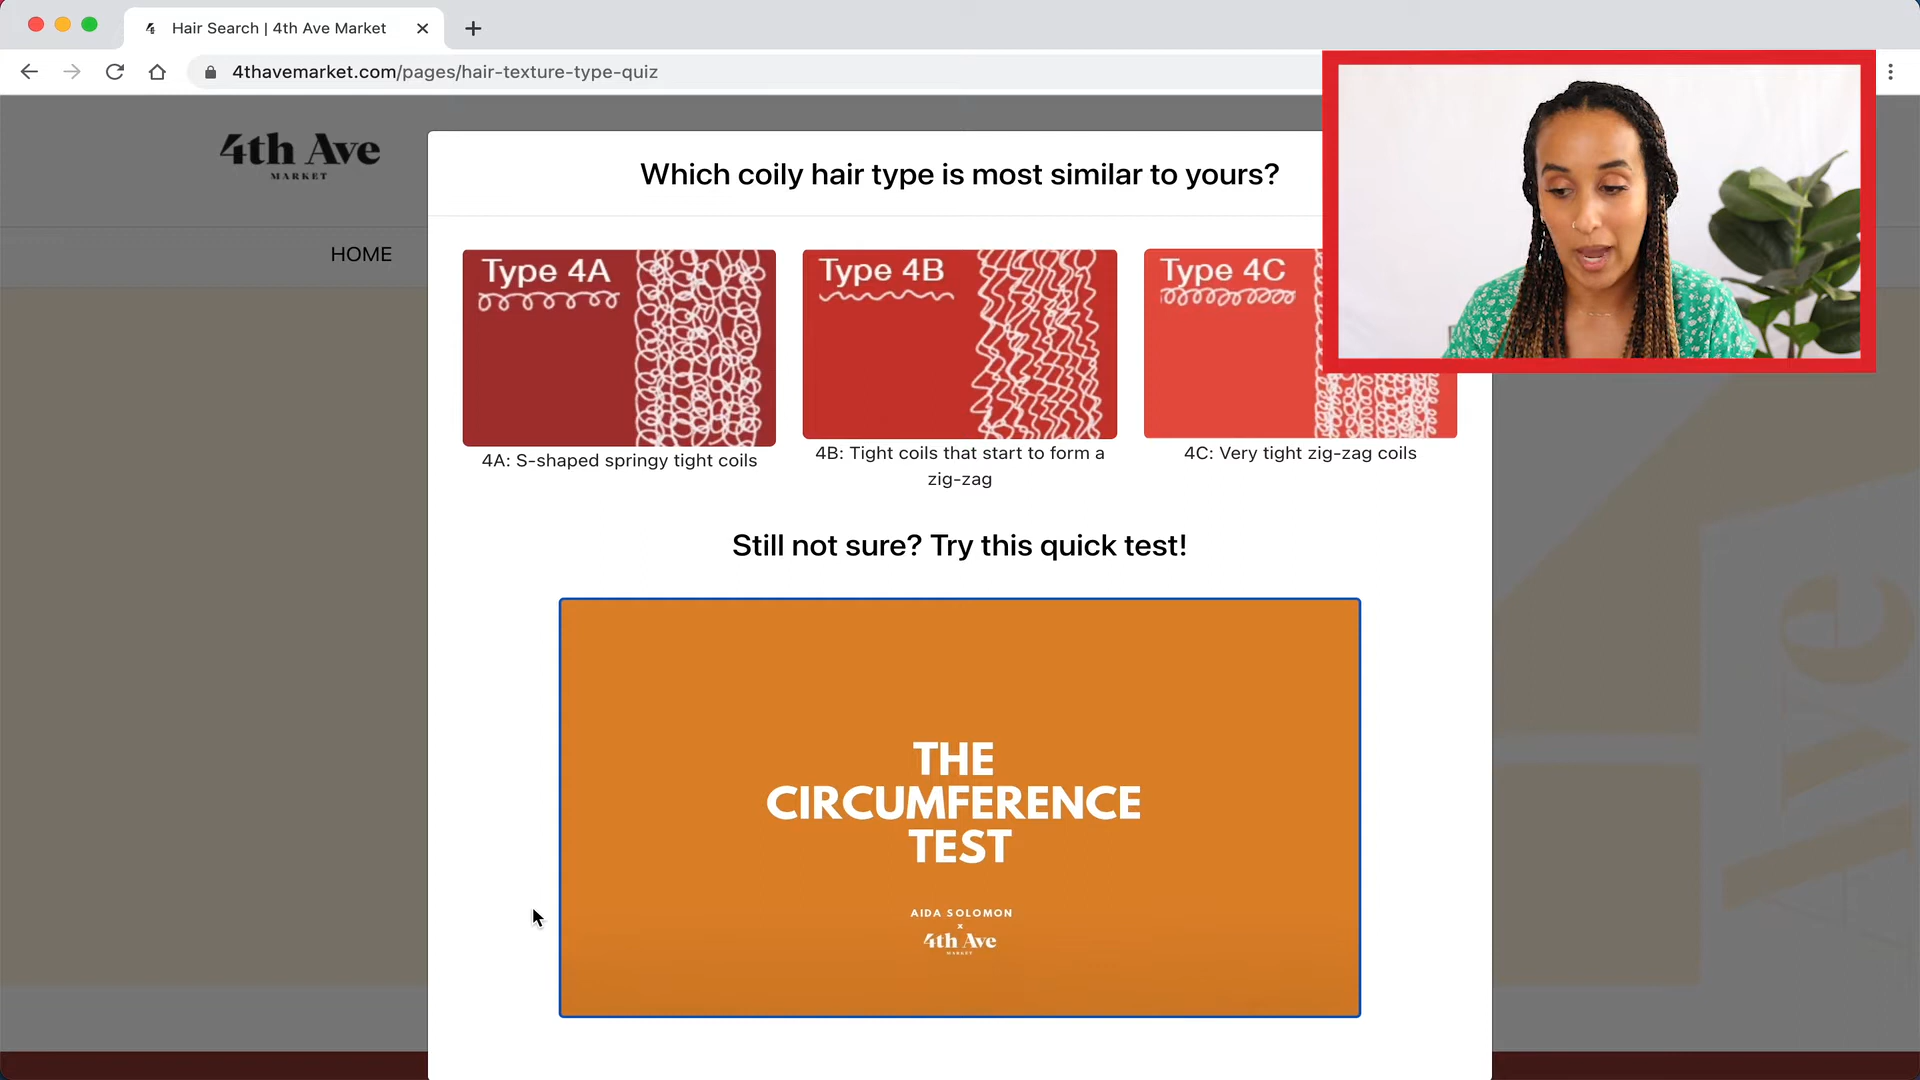 Hair Search | 4th Ave Market
4thavemarket.com/pages/hair-texture-type-quiz
4th Ave
MARKET
HOME
Which coily hair type is most similar to yours?
Type 4A
Type 4B
Type 4C
4A: S-shaped springy tight coils
4B: Tight coils that start to form a
zig-zag
4C: Very tight zig-zag coils
Still not sure? Try this quick test!
THE
CIRCUMFERENCE
TEST
AIDA SOLOMON
x
4th Ave
MARKET
Ave